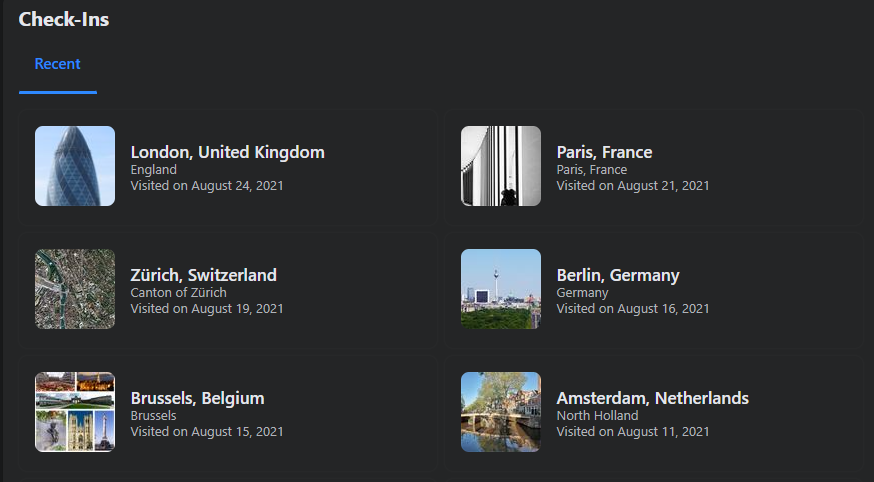 Check-Ins
Recent
London, United Kingdom
England
Visited on August 24, 2021
Paris, France
Paris, France
Visited on August 21, 2021
Zürich, Switzerland
Canton of Zürich
Visited on August 19, 2021
Berlin, Germany
Germany
Visited on August 16, 2021
Brussels, Belgium
Brussels
Visited on August 15, 2021
Amsterdam, Netherlands
North Holland
Visited on August 11, 2021